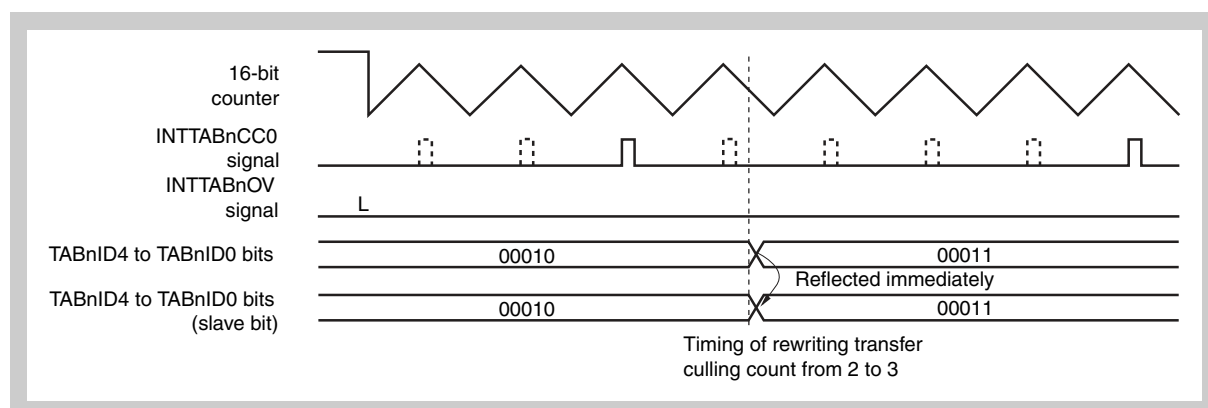 16-bit
counter
INTTABnCC0
signal
INTTABnOV
signal
L
TABnID4 to TABnID0 bits
00010
00011
Reflected immediately
TABnID4 to TABnID0 bits
(slave bit)
00010
00011
Timing of rewriting transfer
culling count from 2 to 3